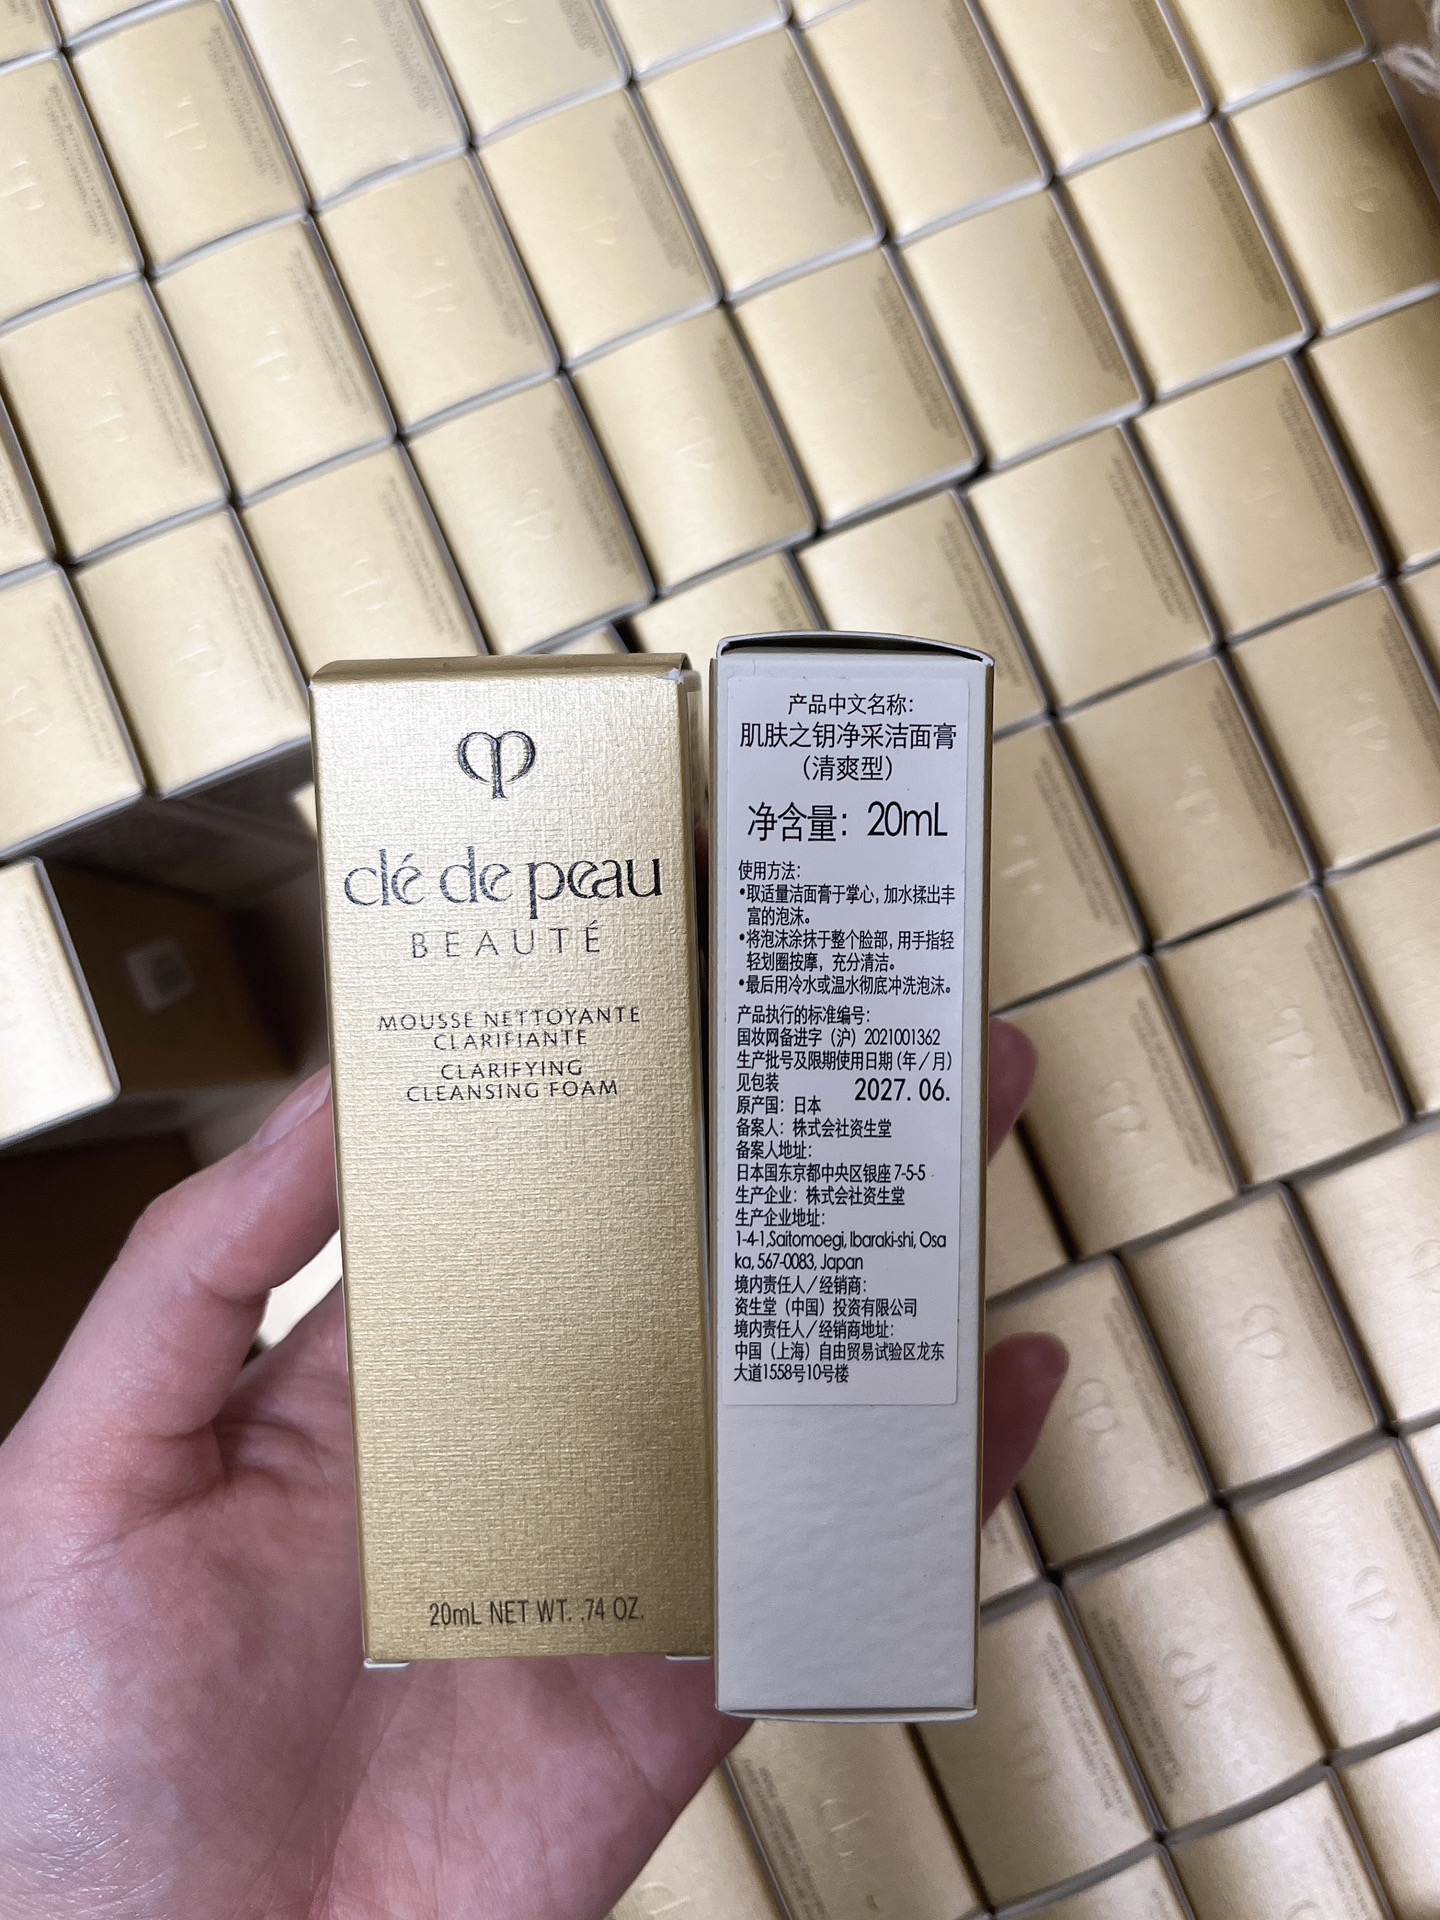 clé de peau
BEAUTÉ
MOUSSE NETTOYANTE
CLARIFIANTE
CLARIFYING
CLEANSING FOAM
20mL NET WT. .74 OZ.
产品中文名称：
肌肤之钥净采洁面膏
（清爽型）
净含量：20mL
使用方法：
•取适量洁面膏于掌心，加水揉出丰
富的泡沫。
•将泡沫涂抹于整个脸部，用手指轻
轻划圈按摩，充分清洁。
•最后用冷水或温水彻底冲洗泡沫。
产品执行的标准编号：
国妆网备进字（沪）2021001362
生产批号及限期使用日期（年／月）
见包装 2027. 06.
原产国：日本
备案人：株式会社资生堂
备案人地址：
日本国东京都中央区银座 7-5-5
生产企业：株式会社资生堂
生产企业地址：
1-4-1,Saitomoegi, Ibaraki-shi, Osa
ka, 567-0083, Japan
境内责任人／经销商：
资生堂（中国）投资有限公司
境内责任人／经销商地址：
中国（上海）自由贸易试验区龙东
大道1558号10号楼